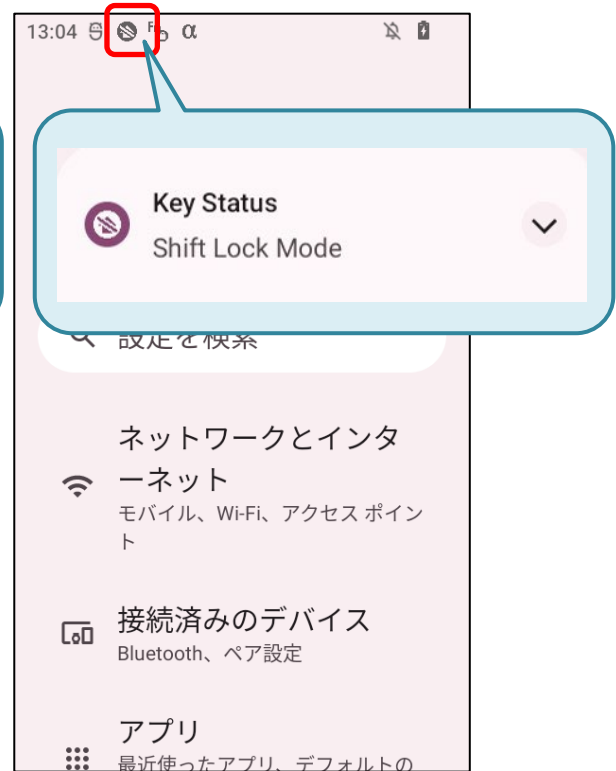 13:04 α
Key Status
Shift Lock Mode
設定を検索
ネットワークとインタ
ーネット
モバイル、Wi-Fi、アクセス ポイン
ト
接続済みのデバイス
Bluetooth、ペア設定
アプリ
最近使ったアプリ、デフォルトの